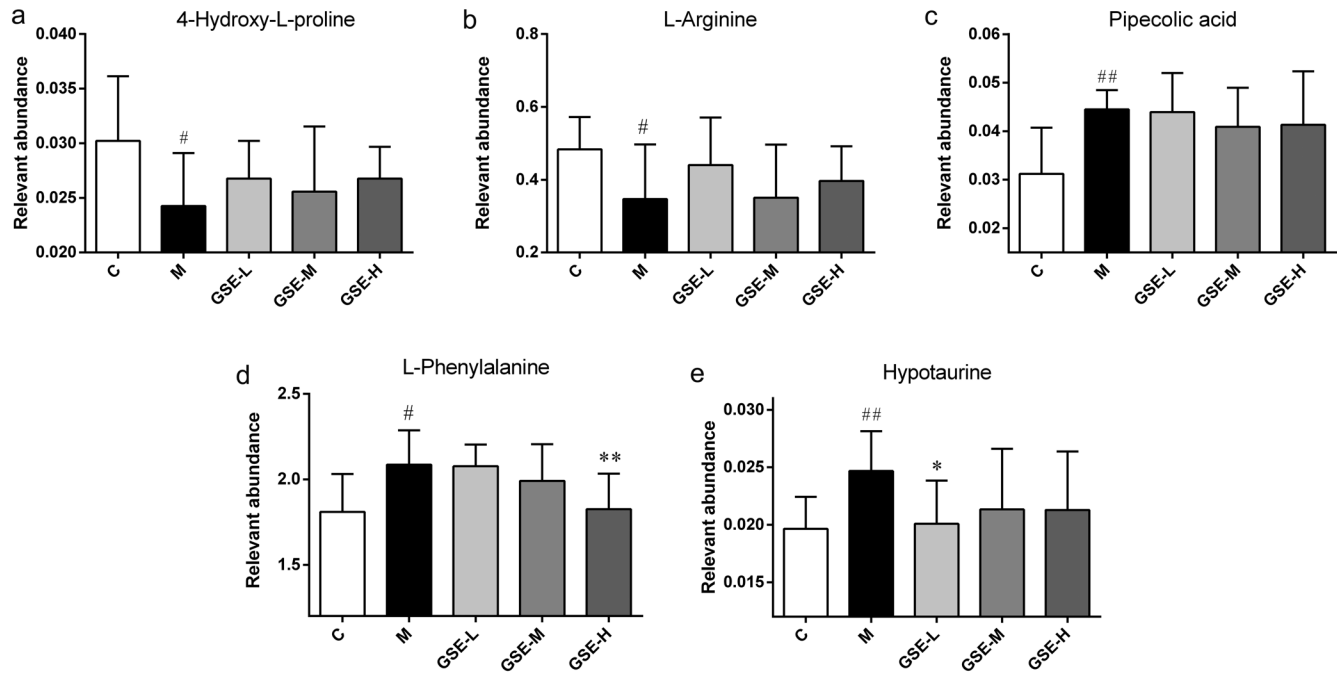 a
4-Hydroxy-L-proline
Relevant abundance
0.040
0.035
0.030
0.025
0.020
#
C
M
GSE-L
GSE-M
GSE-H
b
L-Arginine
Relevant abundance
0.8
0.6
0.4
0.2
#
C
M
GSE-L
GSE-M
GSE-H
c
Pipecolic acid
Relevant abundance
0.06
0.05
0.04
0.03
0.02
##
C
M
GSE-L
GSE-M
GSE-H
d
L-Phenylalanine
Relevant abundance
2.5
2.0
1.5
#
**
C
M
GSE-L
GSE-M
GSE-H
e
Hypotaurine
Relevant abundance
0.030
0.025
0.020
0.015
##
*
C
M
GSE-L
GSE-M
GSE-H